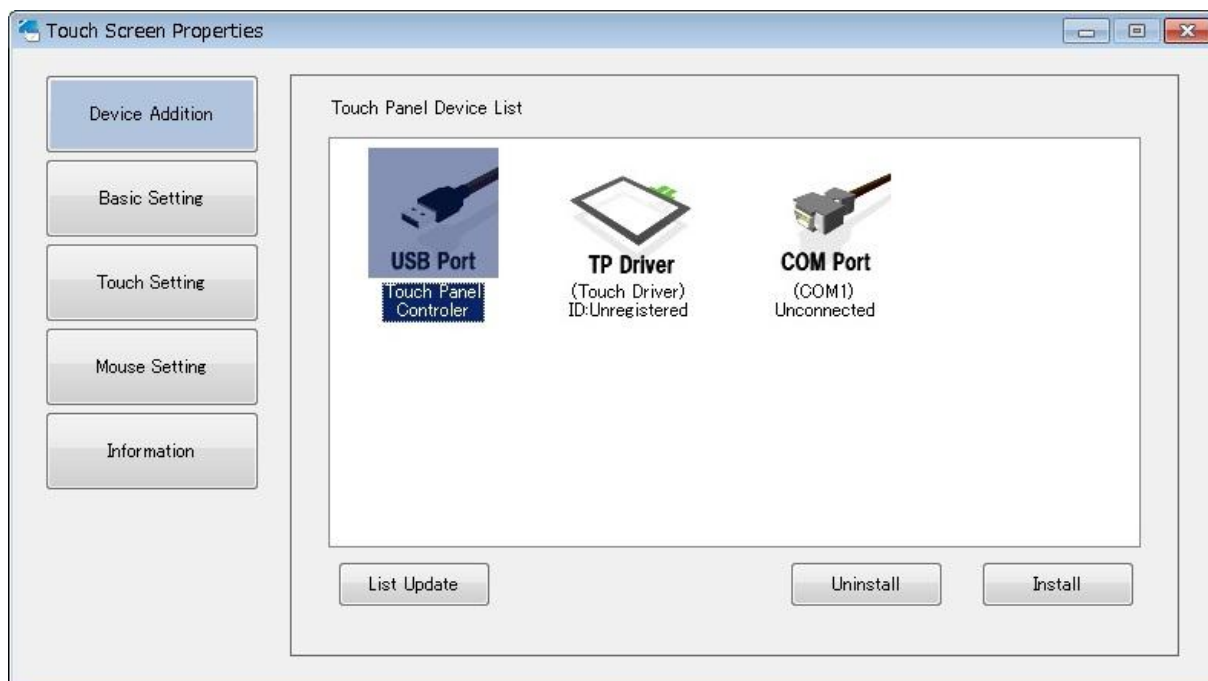 Touch Screen Properties
Device Addition
Basic Setting
Touch Setting
Mouse Setting
Information
Touch Panel Device List
USB Port
Touch Panel
Controler
TP Driver
(Touch Driver)
ID:Unregistered
COM Port
(COM1)
Unconnected
List Update
Uninstall
Install